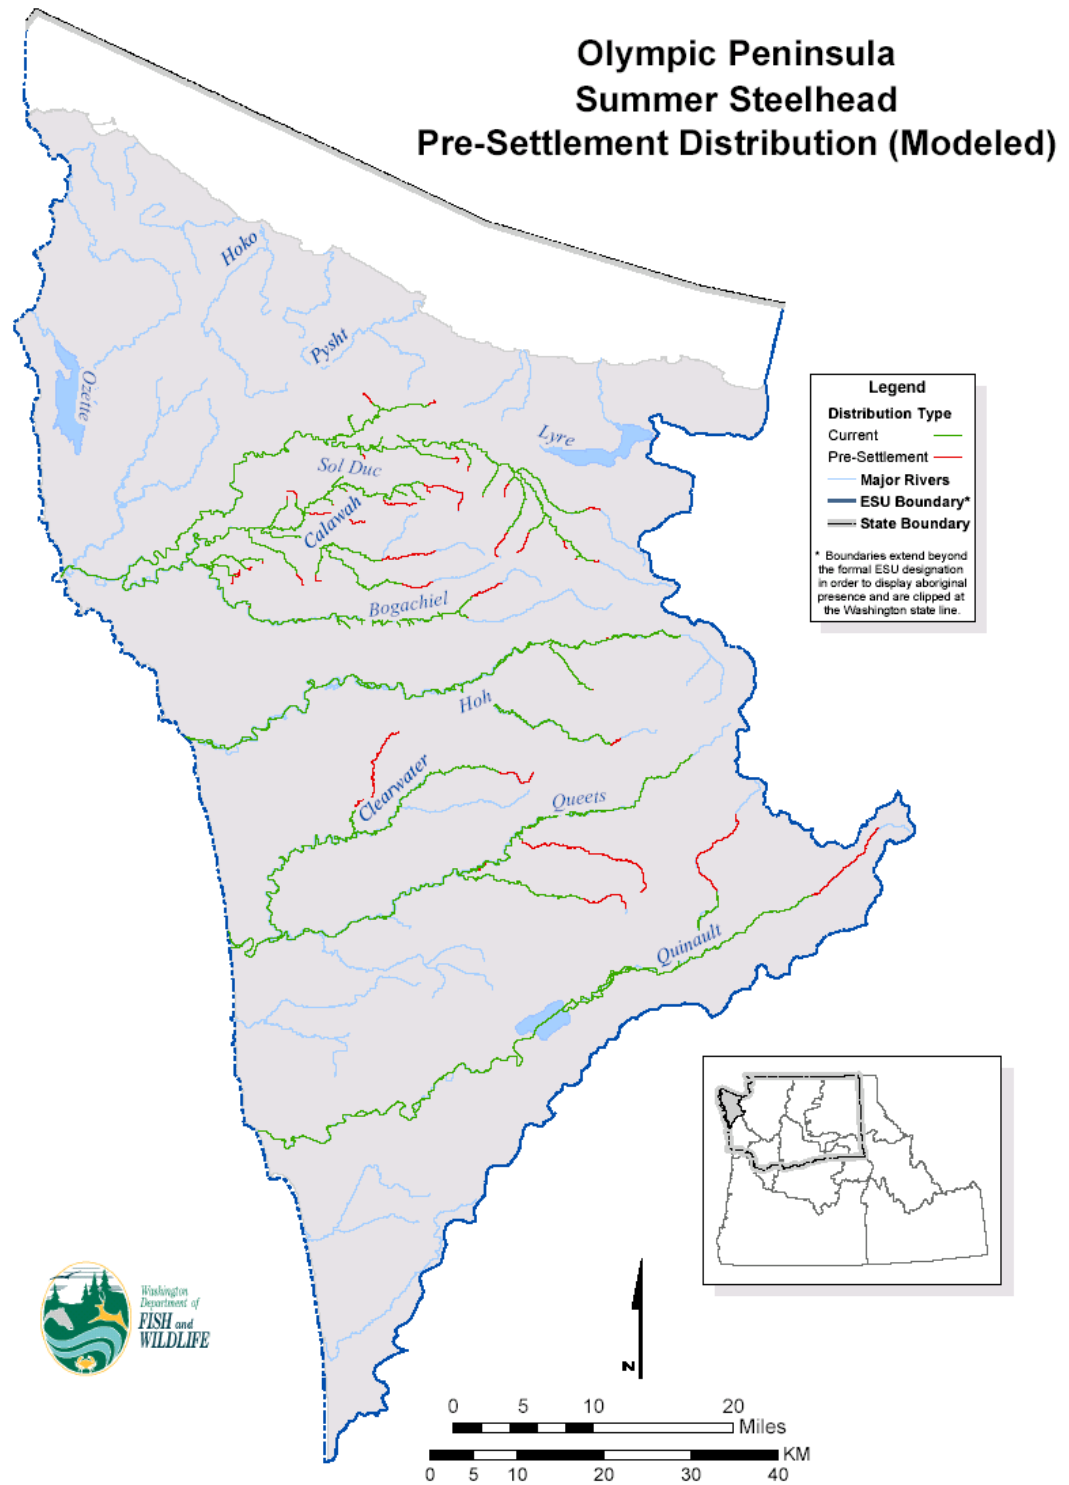 Olympic Peninsula
Summer Steelhead
Pre-Settlement Distribution (Modeled)
Hoko
Pysht
Ozette
Lyre
Sol Duc
Calawah
Bogachiel
Hoh
Clearwater
Queets
Quinault
Legend
Distribution Type
Current
Pre-Settlement
Major Rivers
ESU Boundary*
State Boundary
* Boundaries extend beyond
the formal ESU designation
in order to display aboriginal
presence and are clipped at
the Washington state line.
Washington
Department of
FISH and
WILDLIFE
N
0 5 10 20
Miles
KM
0 5 10 20 30 40